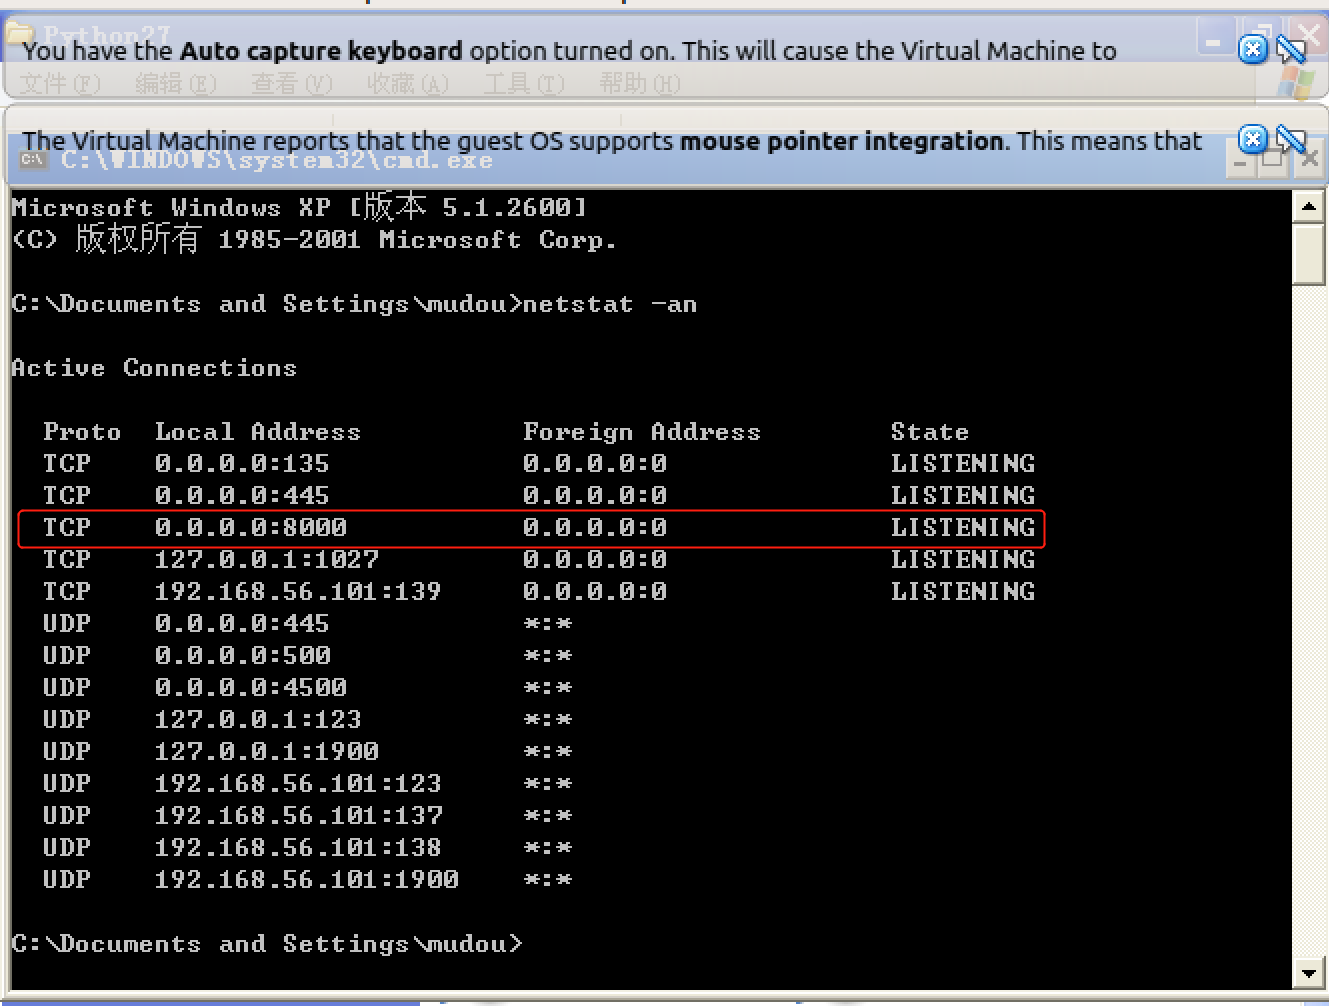 Python27
You have the Auto capture keyboard option turned on. This will cause the Virtual Machine to
文件(F) 编辑(E) 查看(V) 收藏(A) 工具(T) 帮助(H)
The Virtual Machine reports that the guest OS supports mouse pointer integration. This means that
C:\WINDOWS\system32\cmd.exe
Microsoft Windows XP [版本 5.1.2600]
(C) 版权所有 1985-2001 Microsoft Corp.
C:\Documents and Settings\mudou>netstat -an
Active Connections
Proto Local Address Foreign Address State
TCP 0.0.0.0:135 0.0.0.0:0 LISTENING
TCP 0.0.0.0:445 0.0.0.0:0 LISTENING
TCP 0.0.0.0:8000 0.0.0.0:0 LISTENING
TCP 127.0.0.1:1027 0.0.0.0:0 LISTENING
TCP 192.168.56.101:139 0.0.0.0:0 LISTENING
UDP 0.0.0.0:445 *:*
UDP 0.0.0.0:500 *:*
UDP 0.0.0.0:4500 *:*
UDP 127.0.0.1:123 *:*
UDP 127.0.0.1:1900 *:*
UDP 192.168.56.101:123 *:*
UDP 192.168.56.101:137 *:*
UDP 192.168.56.101:138 *:*
UDP 192.168.56.101:1900 *:*
C:\Documents and Settings\mudou>